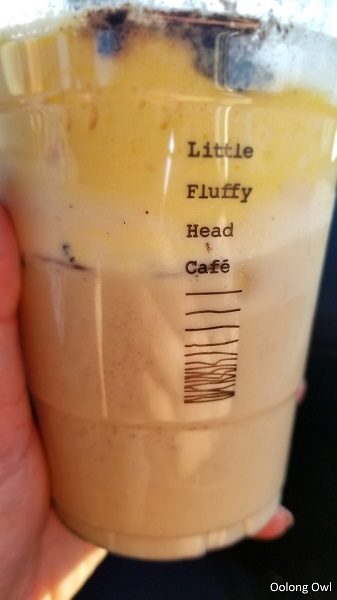 Little
Fluffy
Head
Café
Oolong Owl